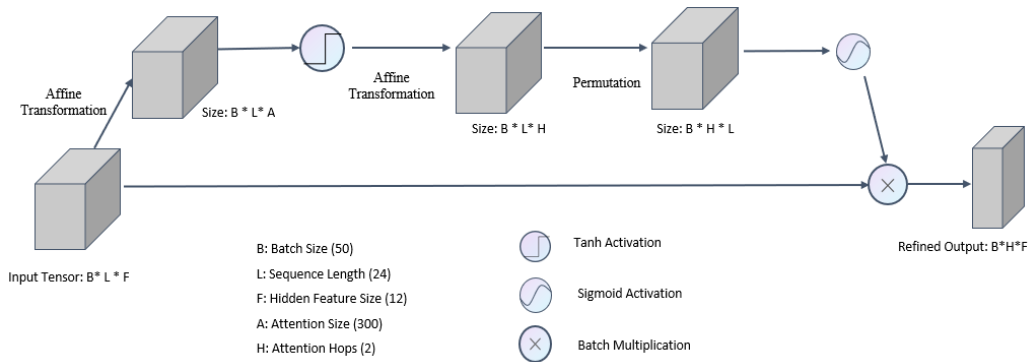 Affine
Transformation
Size: B * L* A
Affine
Transformation
Size: B * L* H
Permutation
Size: B * H * L
Input Tensor: B* L * F
Refined Output: B*H*F
B: Batch Size (50)
L: Sequence Length (24)
F: Hidden Feature Size (12)
A: Attention Size (300)
H: Attention Hops (2)
Tanh Activation
Sigmoid Activation
Batch Multiplication